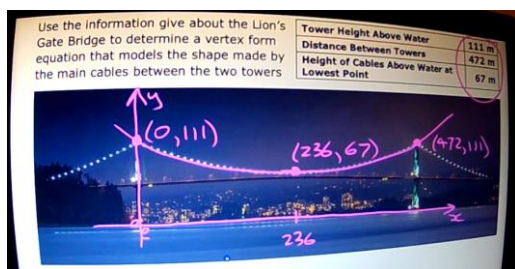 Use the information give about the Lion's
Gate Bridge to determine a vertex form
equation that models the shape made by
the main cables between the two towers
Tower Height Above Water 111 m
Distance Between Towers 472 m
Height of Cables Above Water at
Lowest Point 67 m
y
(0,111)
(236,67)
(472,111)
x
236